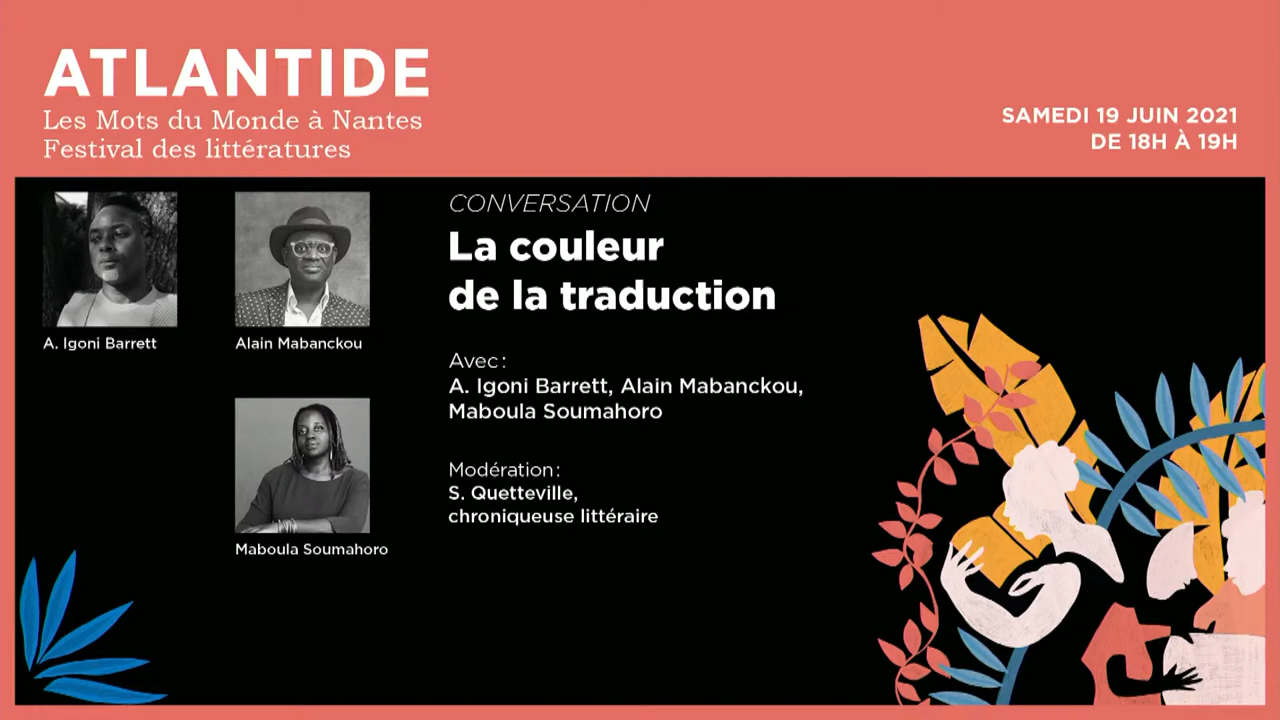 ATLANTIDE
Les Mots du Monde à Nantes
Festival des littératures
SAMEDI 19 JUIN 2021
DE 18H À 19H
A. Igoni Barrett
Alain Mabanckou
Maboula Soumahoro
CONVERSATION
La couleur
de la traduction
Avec :
A. Igoni Barrett, Alain Mabanckou,
Maboula Soumahoro
Modération :
S. Quetteville,
chroniqueuse littéraire